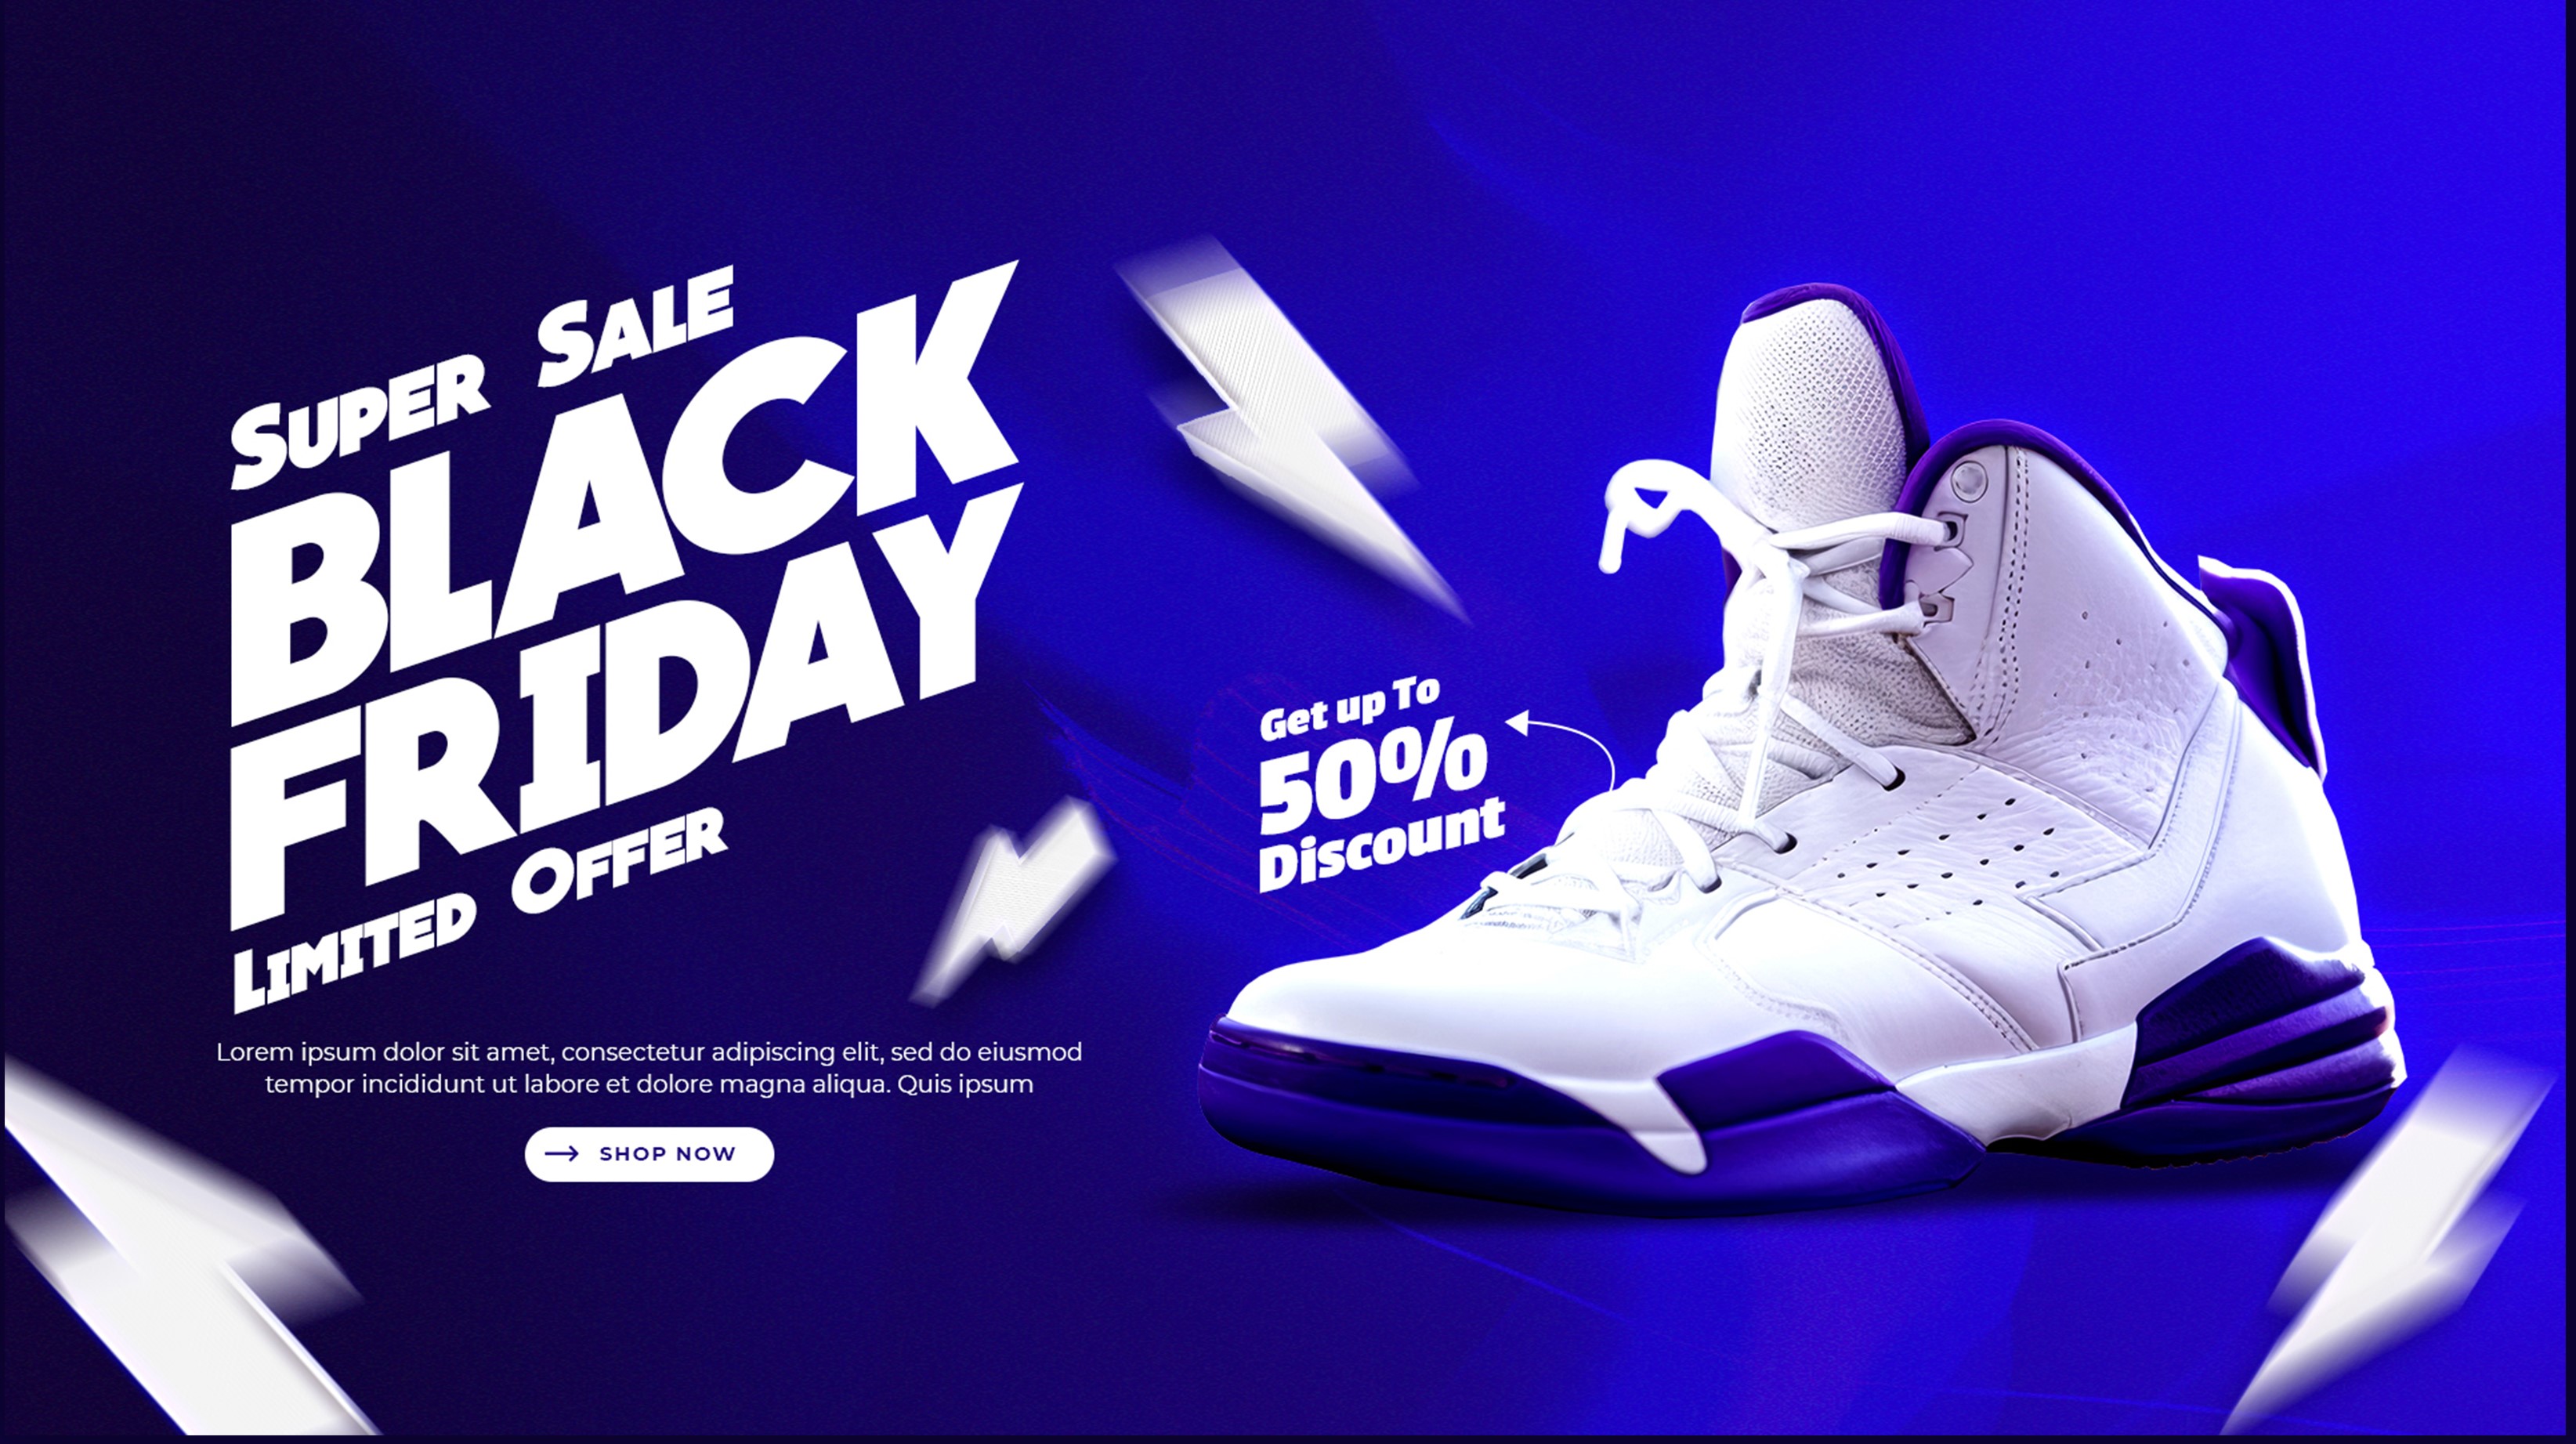 Super Sale
BLACK
FRIDAY
Limited Offer
Lorem ipsum dolor sit amet, consectetur adipiscing elit, sed do eiusmod
tempor incididunt ut labore et dolore magna aliqua. Quis ipsum
SHOP NOW
Get up To
50%
Discount